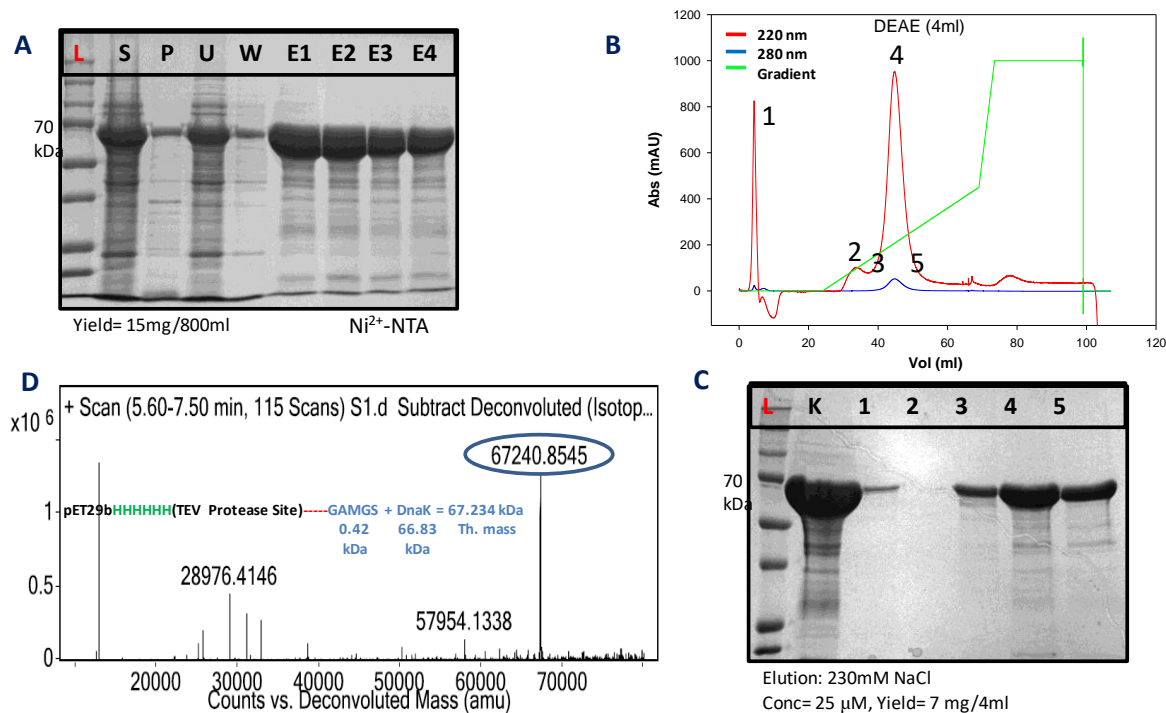 A
L S P U W E1 E2 E3 E4
70
kDa
Yield= 15mg/800ml
Ni²⁺-NTA
B
DEAE (4ml)
220 nm
280 nm
Gradient
1
4
2
3
5
Abs (mAU)
1200
1000
800
600
400
200
0
0 20 40 60 80 100 120
Vol (ml)
D
+ Scan (5.60-7.50 min, 115 Scans) S1.d Subtract Deconvoluted (Isotop...
x10 6
67240.8545
1
pET29bHHHHHH(TEV Protease Site)-----GAMGS + DnaK = 67.234 kDa
0.42 66.83 Th. mass
kDa kDa
0.5
28976.4146
57954.1338
0
20000 30000 40000 50000 60000 70000
Counts vs. Deconvoluted Mass (amu)
C
L K 1 2 3 4 5
70
kDa
Elution: 230mM NaCl
Conc= 25 µM, Yield= 7 mg/4ml